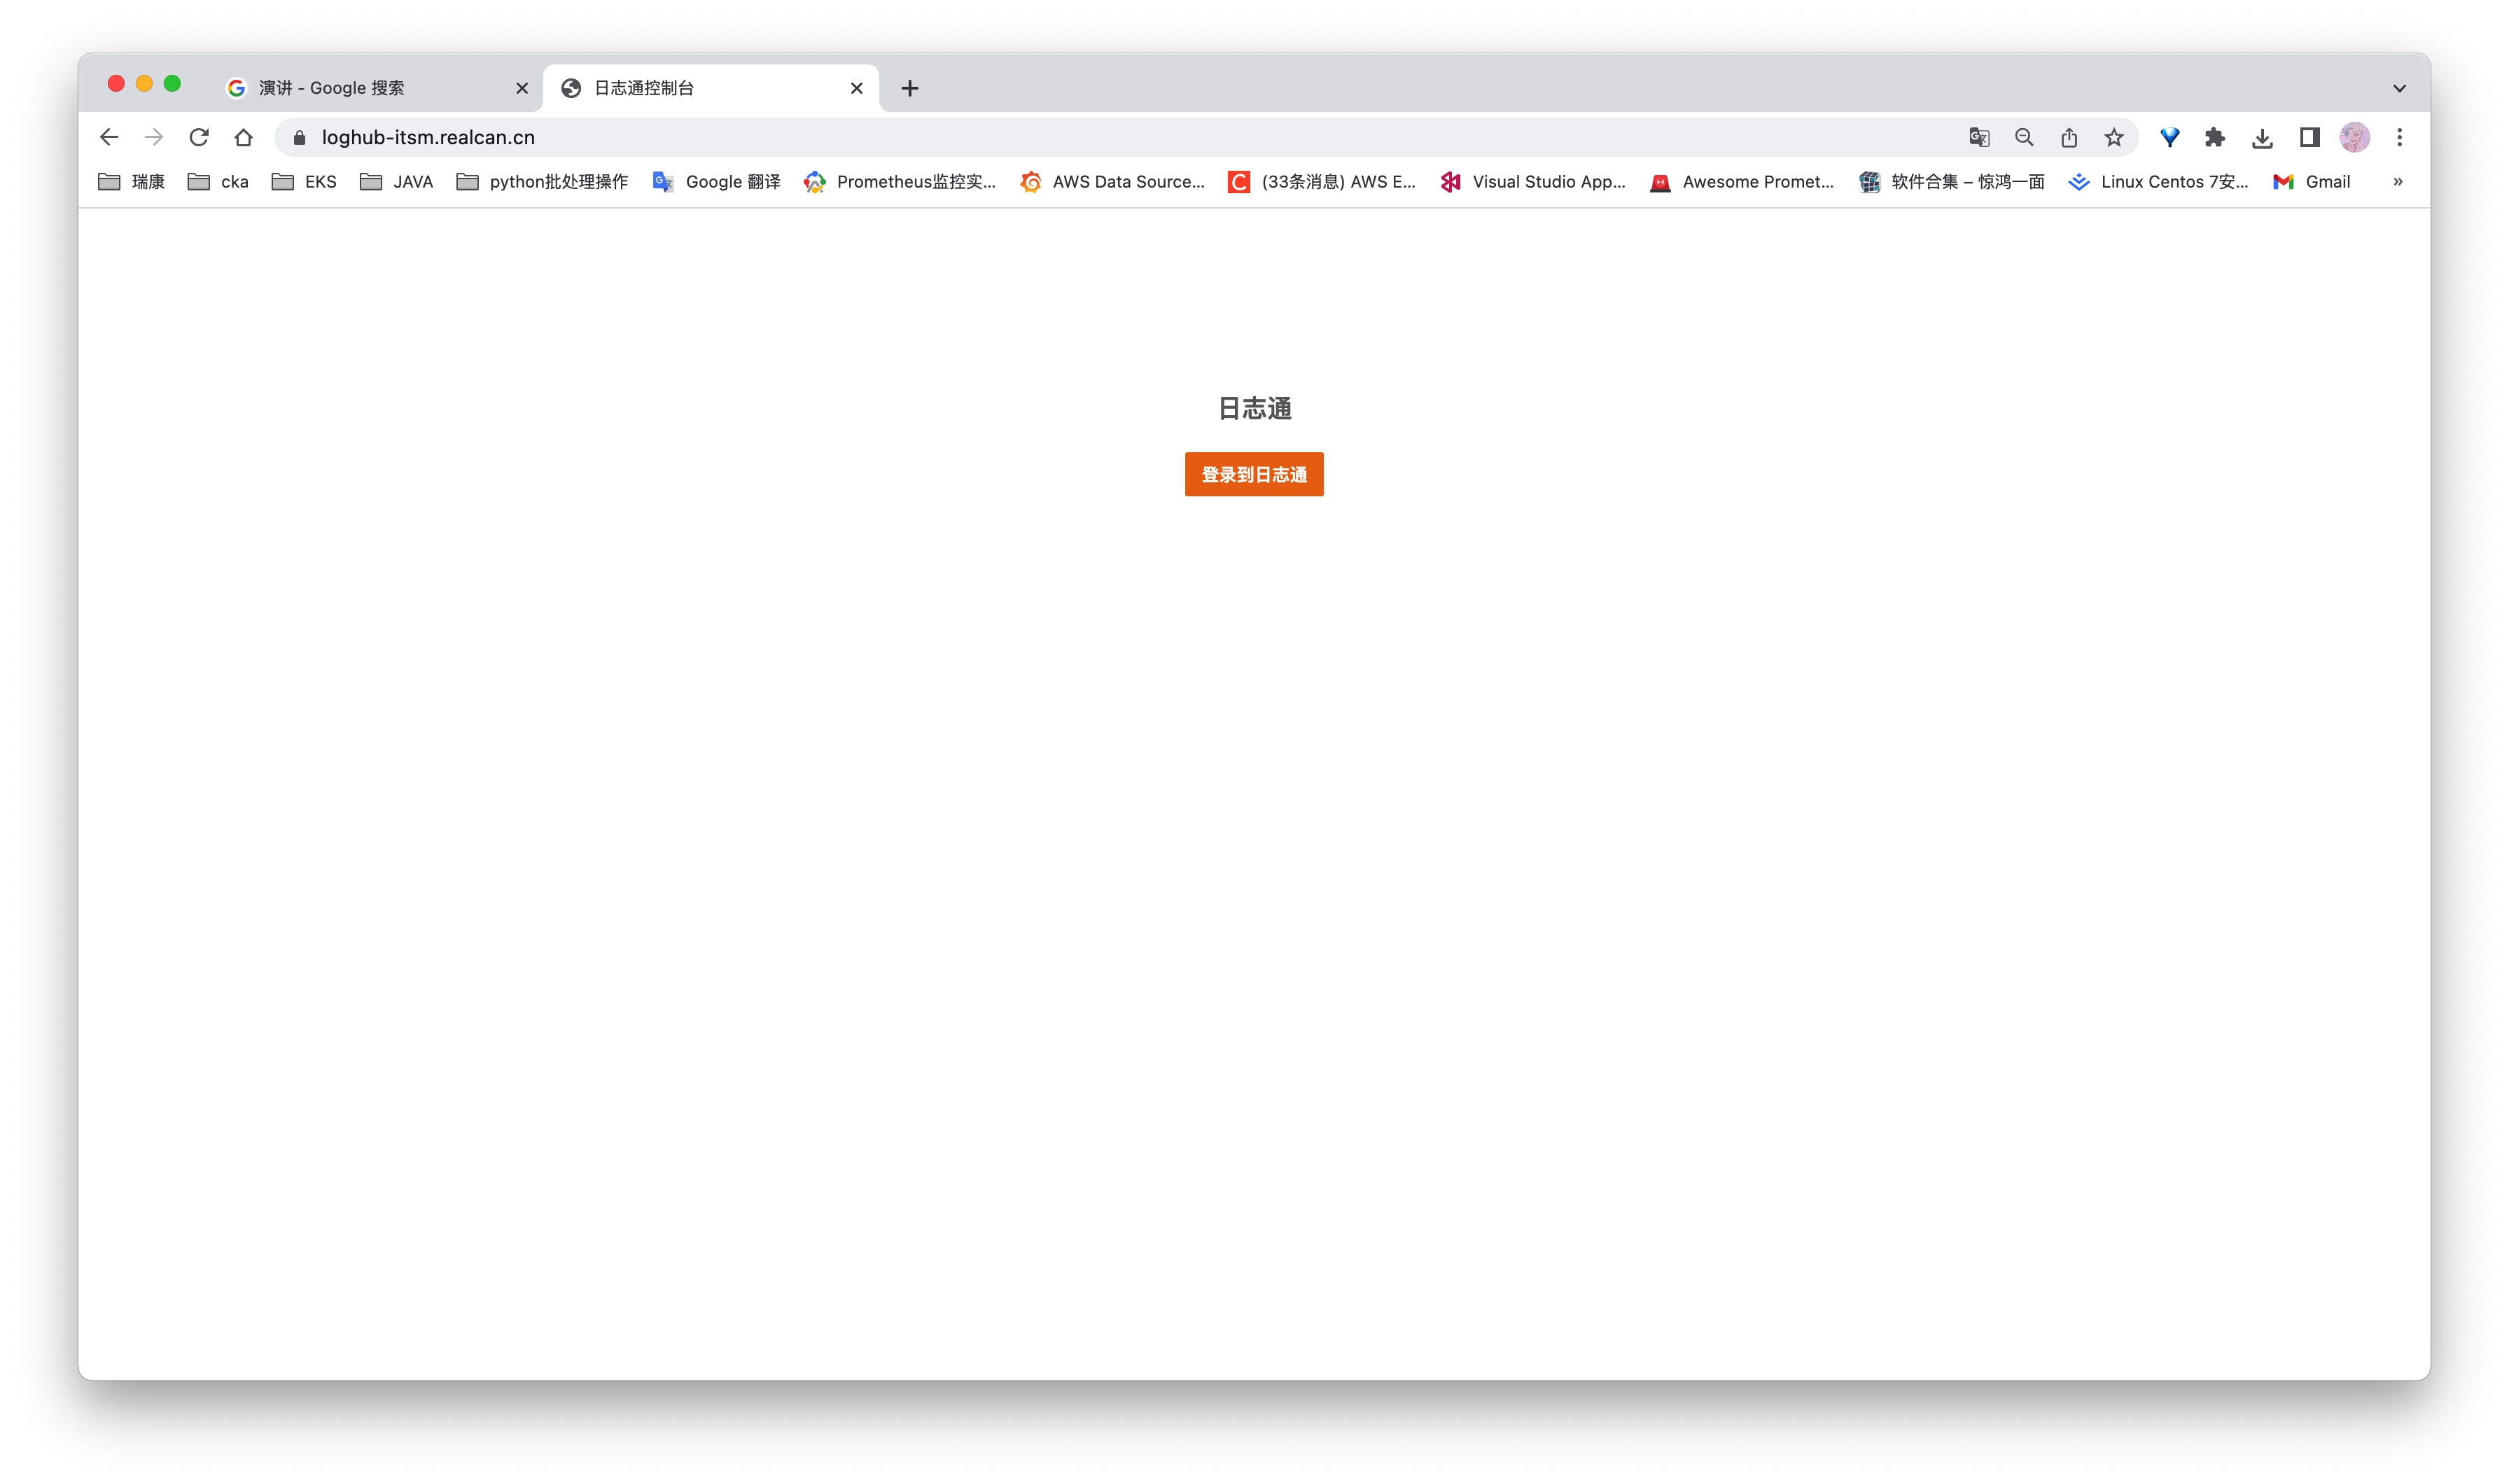 演讲 - Google 搜索
日志通控制台
loghub-itsm.realcan.cn
瑞康 cka EKS JAVA python批处理操作 Google 翻译 Prometheus监控实... AWS Data Source... (33条消息) AWS E... Visual Studio App... Awesome Promet... 软件合集 – 惊鸿一面 Linux Centos 7安... Gmail »
日志通
登录到日志通